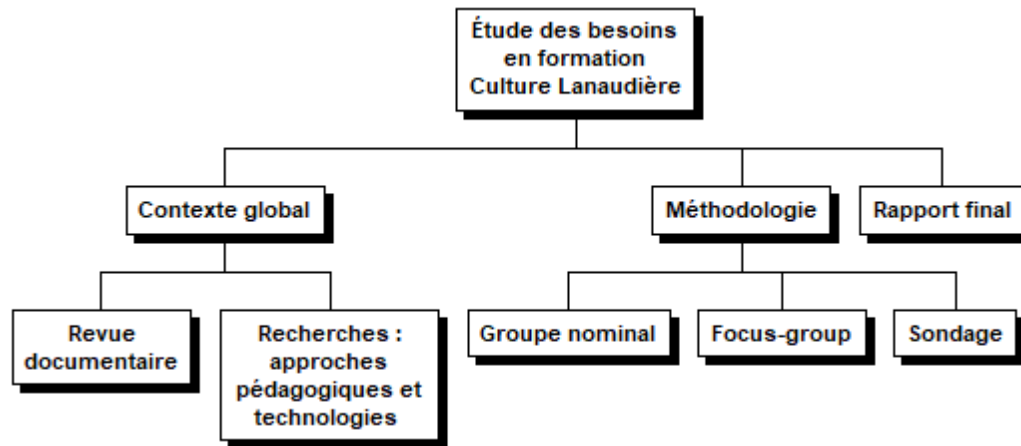 Étude des besoins
en formation
Culture Lanaudière
Contexte global
Méthodologie
Rapport final
Revue
documentaire
Recherches :
approches
pédagogiques et
technologies
Groupe nominal
Focus-group
Sondage